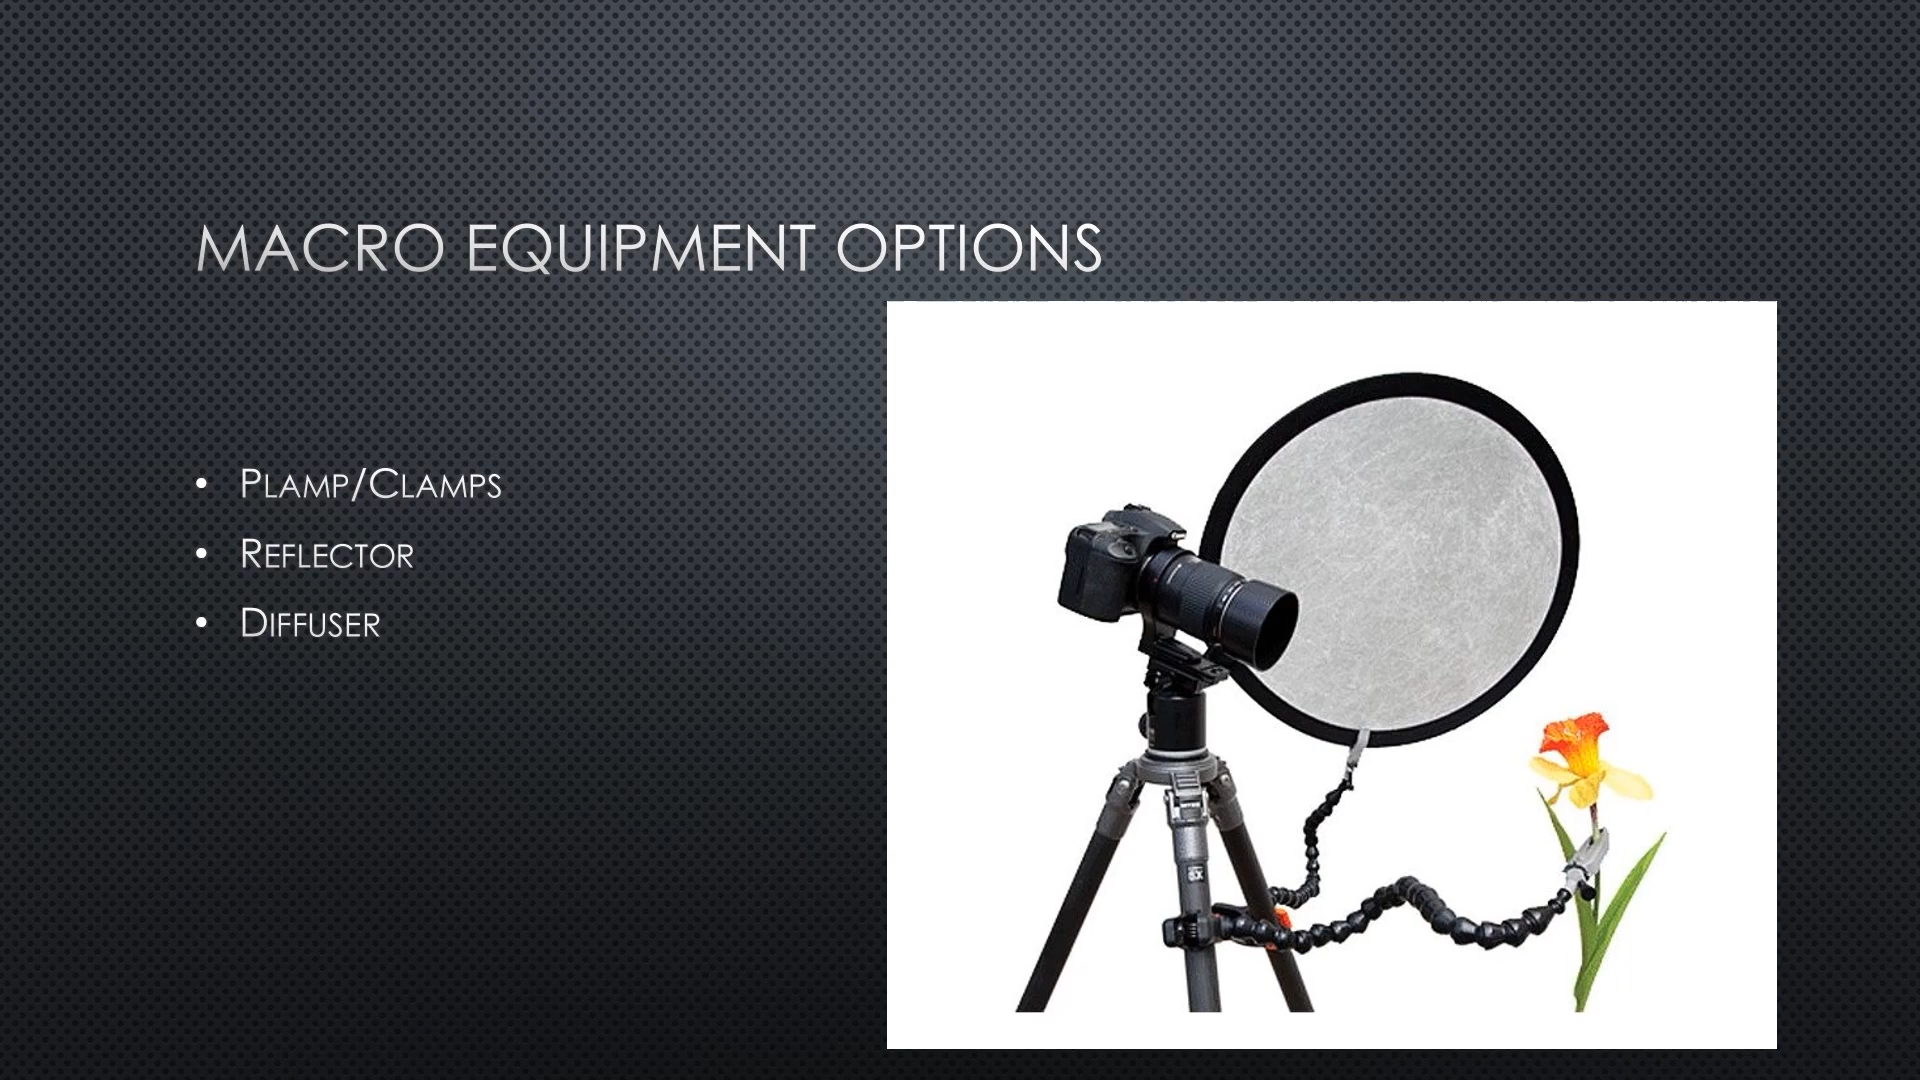 MACRO EQUIPMENT OPTIONS
• PLAMP/CLAMPS
• REFLECTOR
• DIFFUSER